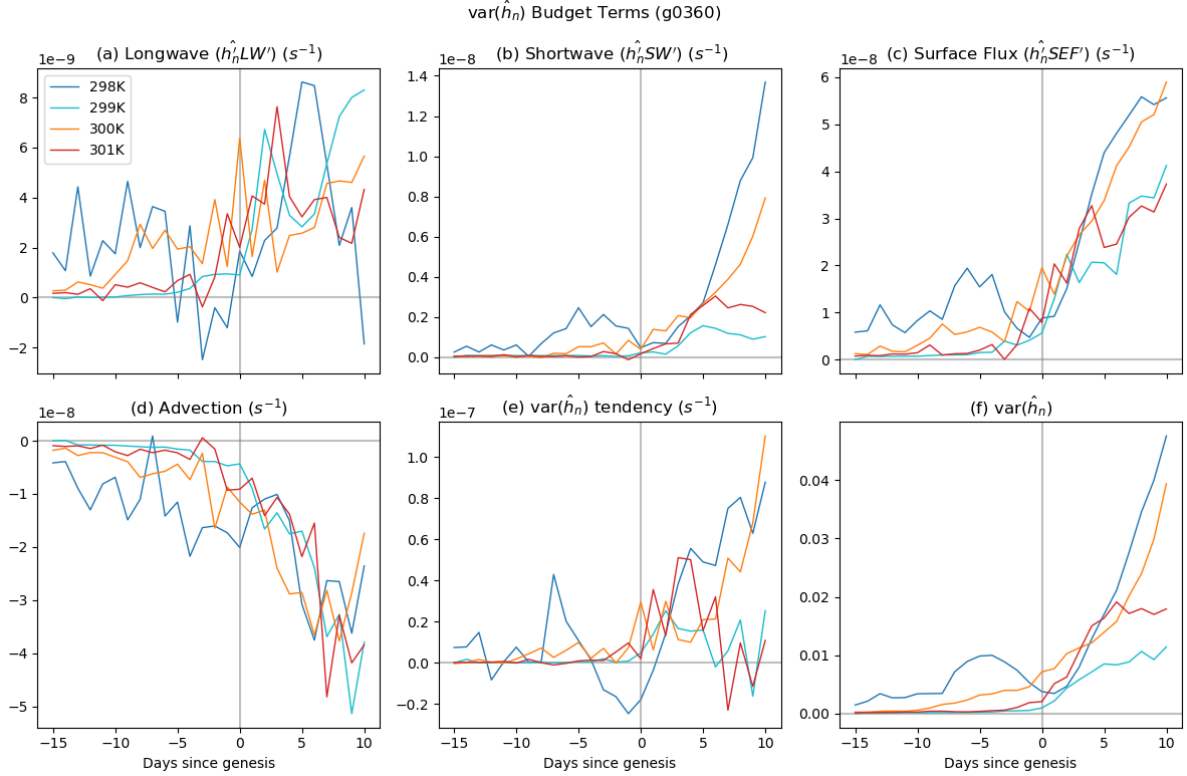 var(ĥₙ) Budget Terms (g0360)
(a) Longwave (ĥ'ₙLW') (s⁻¹)
(b) Shortwave (ĥ'ₙSW') (s⁻¹)
(c) Surface Flux (ĥ'ₙSEF') (s⁻¹)
1e−9
1e−8
1e−8
298K
299K
300K
301K
8
6
4
2
0
−2
1.4
1.2
1.0
0.8
0.6
0.4
0.2
0.0
6
5
4
3
2
1
0
(d) Advection (s⁻¹)
(e) var(ĥₙ) tendency (s⁻¹)
(f) var(ĥₙ)
1e−8
1e−7
0
−1
−2
−3
−4
−5
1.0
0.8
0.6
0.4
0.2
0.0
−0.2
0.04
0.03
0.02
0.01
0.00
−15 −10 −5 0 5 10
−15 −10 −5 0 5 10
−15 −10 −5 0 5 10
Days since genesis
Days since genesis
Days since genesis